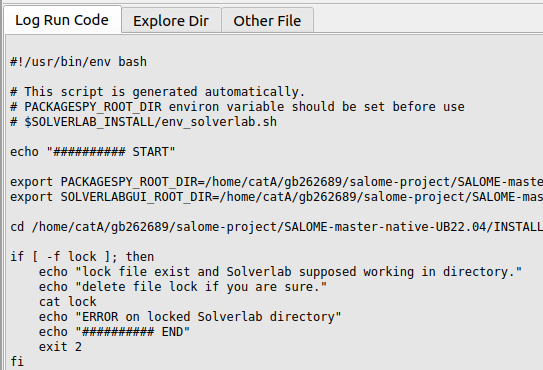 Log Run Code Explore Dir Other File
#!/usr/bin/env bash
# This script is generated automatically.
# PACKAGESPY_ROOT_DIR environ variable should be set before use
# $SOLVERLAB_INSTALL/env_solverlab.sh
echo "########## START"
export PACKAGESPY_ROOT_DIR=/home/catA/gb262689/salome-project/SALOME-maste
export SOLVERLABGUI_ROOT_DIR=/home/catA/gb262689/salome-project/SALOME-mas
cd /home/catA/gb262689/salome-project/SALOME-master-native-UB22.04/INSTALL
if [ -f lock ]; then
    echo "lock file exist and Solverlab supposed working in directory."
    echo "delete file lock if you are sure."
    cat lock
    echo "ERROR on locked Solverlab directory"
    echo "########## END"
    exit 2
fi